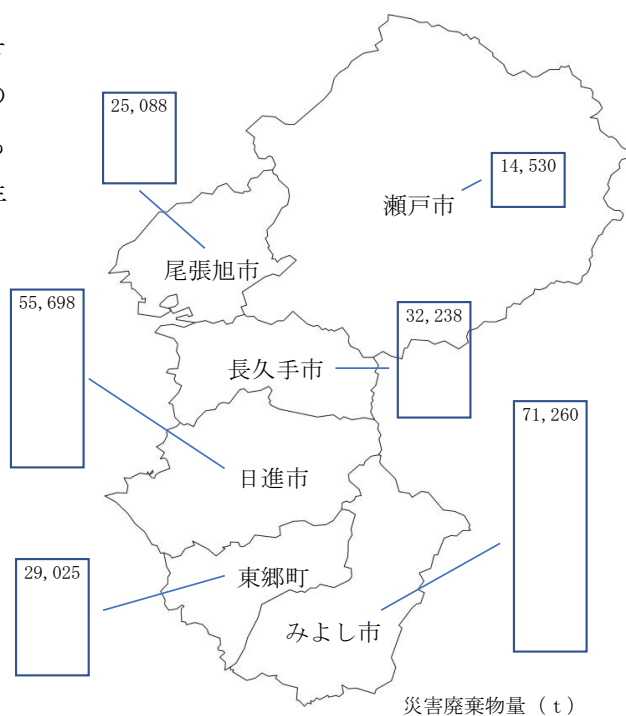 25,088
14,530
瀬戸市
尾張旭市
55,698
32,238
長久手市
71,260
日進市
29,025
東郷町
みよし市
災害廃棄物量（ｔ）